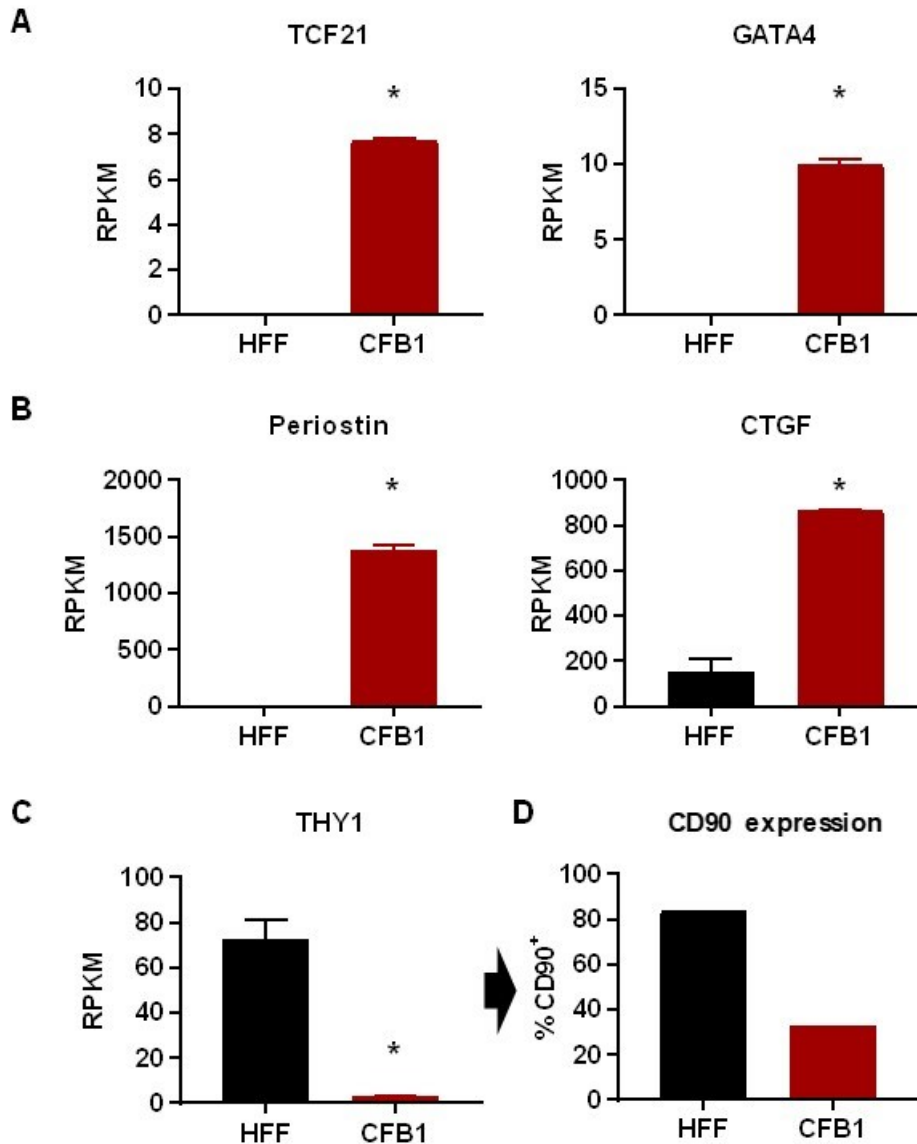 A
TCF21
GATA4
10
8
6
4
2
0
RPKM
*
HFF CFB1
15
10
5
0
RPKM
*
HFF CFB1
B
Periostin
CTGF
2000
1500
1000
500
0
RPKM
*
HFF CFB1
1000
800
600
400
200
0
RPKM
*
HFF CFB1
C
THY1
100
80
60
40
20
0
RPKM
*
HFF CFB1
D
CD90 expression
100
80
60
40
20
0
% CD90+
HFF CFB1